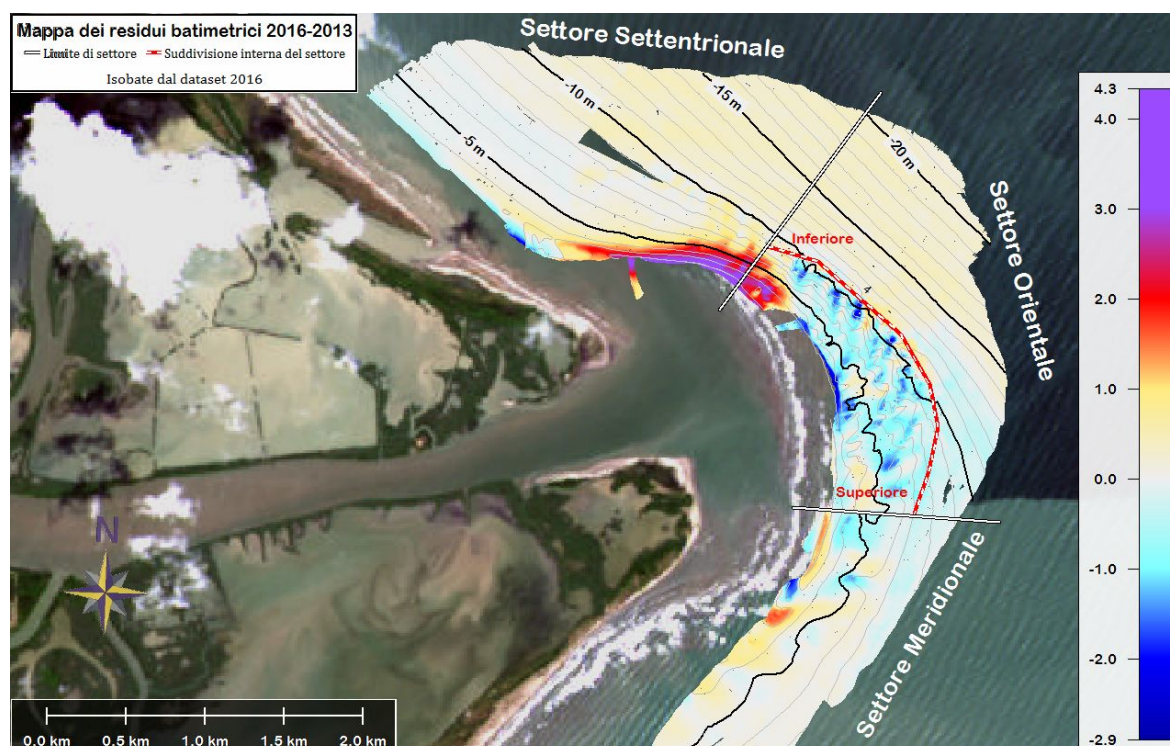 Mappa dei residui batimetrici 2016-2013
Limite di settore Suddivisione interna del settore
Isobate dal dataset 2016
Settore Settentrionale
-5 m
-10 m
-15 m
-20 m
Settore Orientale
Inferiore
4
Superiore
Settore Meridionale
N
0.0 km 0.5 km 1.0 km 1.5 km 2.0 km
4.3
4.0
3.0
2.0
1.0
0.0
-1.0
-2.0
-2.9